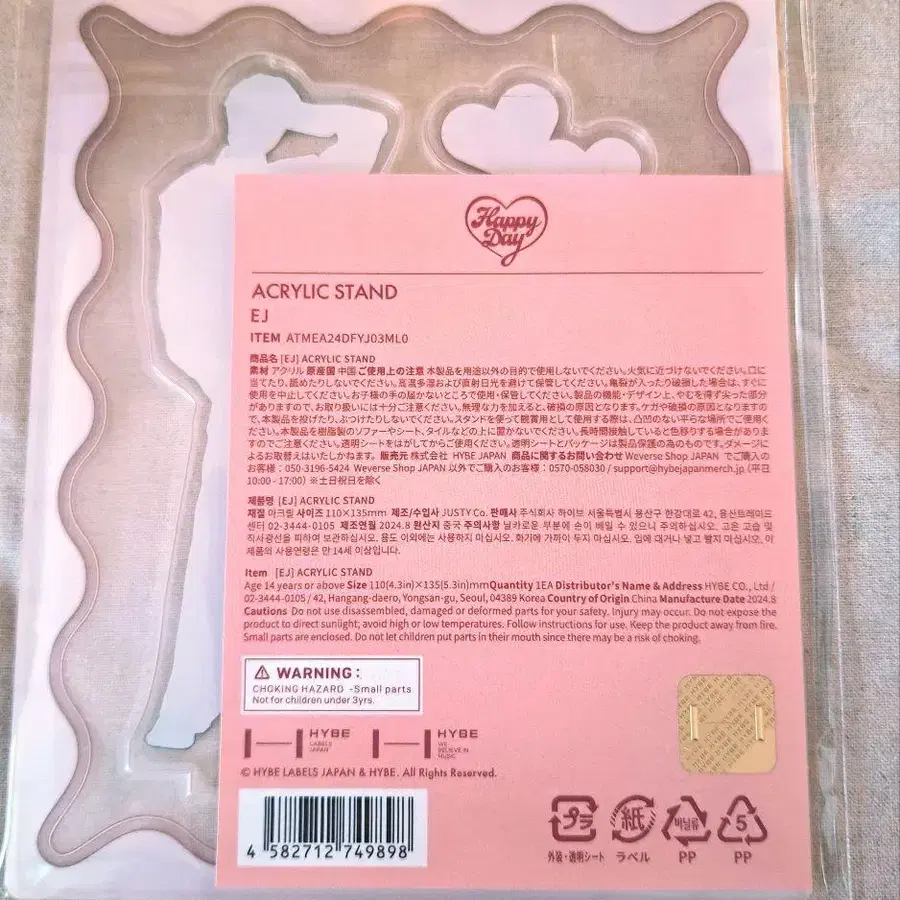 Happy
Day
ACRYLIC STAND
EJ
ITEM ATMEA24DFYJ03ML0
商品名 [EJ] ACRYLIC STAND
素材 アクリル 原産国 中国 ご使用上の注意 本製品を用途以外の目的で使用しないでください。火気に近づけないでください。口に
当てたり、舐めたりしないでください。高温多湿および直射日光を避けて保管してください。亀裂が入ったり破損した場合は、すぐに
使用を中止してください。お子様の手の届かないところで使用・保管してください。製品の機能・デザイン上、やむを得ず尖った部分
がありますので、お取り扱いには十分ご注意ください。無理な力を加えると、破損の原因となります。ケガや破損の原因となりますの
で、本製品を投げたり、ぶつけたりしないでください。スタンドを使って観賞用として使用する際は、凸凹のない平らな場所でご使用く
ださい。本製品を樹脂製のソファーやシート、タイルなどの上に置かないでください。長時間接触していると色移りする場合があります
のでご注意ください。透明シートをはがしてからご使用ください。透明シートとパッケージは製品保護の為のものです。ダメージに
よるお取替えはいたしかねます。 販売元 株式会社 HYBE JAPAN 商品に関するお問い合わせ Weverse Shop JAPAN でご購入の
お客様：050-3196-5424 Weverse Shop JAPAN 以外でご購入のお客様：0570-058030 / support@hybejapanmerch.jp (平日
10:00 - 17:00) ※土日祝日を除く
제품명 [EJ] ACRYLIC STAND
재질 아크릴 사이즈 110×135mm 제조/수입사 JUSTY Co. 판매사 주식회사 하이브 서울특별시 용산구 한강대로 42, 용산트레이드
센터 02-3444-0105 제조연월 2024.8 원산지 중국 주의사항 날카로운 부분에 손이 베일 수 있으니 주의하십시오. 고온 고습 및
직사광선을 피하여 보관하십시오. 용도 이외에는 사용하지 마십시오. 화기에 가까이 두지 마십시오. 입에 대거나 넣고 빨지 마십시오. 이
제품의 사용연령은 만 14세 이상입니다.
Item [EJ] ACRYLIC STAND
Age 14 years or above Size 110(4.3in)×135(5.3in)mm Quantity 1EA Distributor's Name & Address HYBE CO., Ltd /
02-3444-0105 / 42, Hangang-daero, Yongsan-gu, Seoul, 04389 Korea Country of Origin China Manufacture Date 2024.8
Cautions Do not use disassembled, damaged or deformed parts for your safety. Injury may occur. Do not expose the
product to direct sunlight; avoid high or low temperatures. Follow instructions for use. Keep the product away from fire.
Small parts are enclosed. Do not let children put parts in their mouth since there may be a risk of choking.
WARNING :
CHOKING HAZARD -Small parts
Not for children under 3yrs.
HYBE
LABELS
JAPAN
HYBE
WE
BELIEVE IN
MUSIC
© HYBE LABELS JAPAN & HYBE. All Rights Reserved.
4 582712 749898
プラ
紙
비닐류
5
外装・透明シート
ラベル
PP
PP